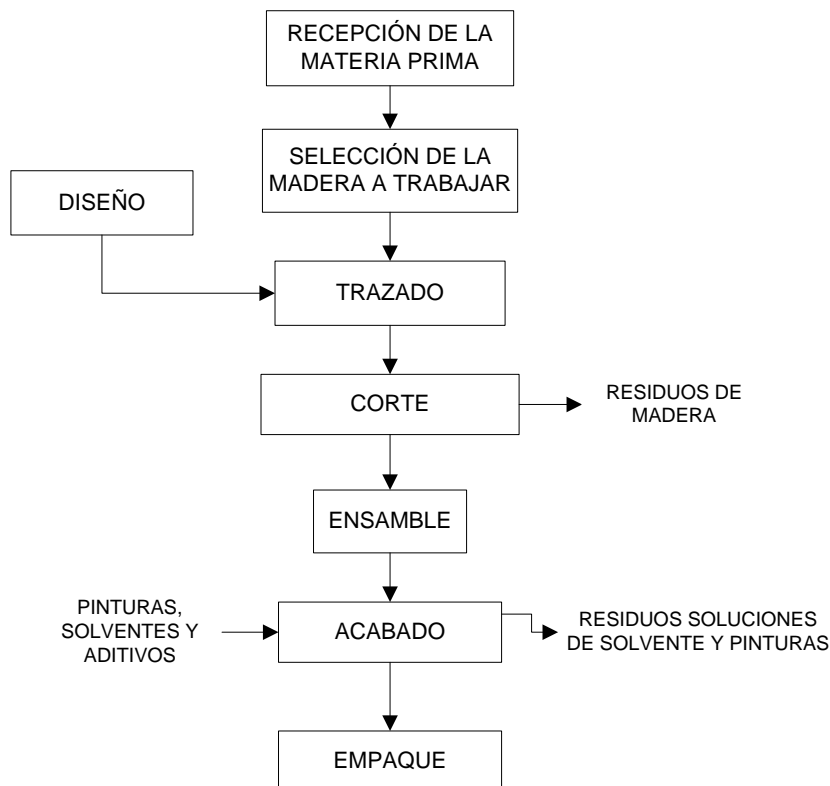 RECEPCIÓN DE LA
MATERIA PRIMA
SELECCIÓN DE LA
MADERA A TRABAJAR
DISEÑO
TRAZADO
CORTE
RESIDUOS DE
MADERA
ENSAMBLE
PINTURAS,
SOLVENTES Y
ADITIVOS
ACABADO
RESIDUOS SOLUCIONES
DE SOLVENTE Y PINTURAS
EMPAQUE